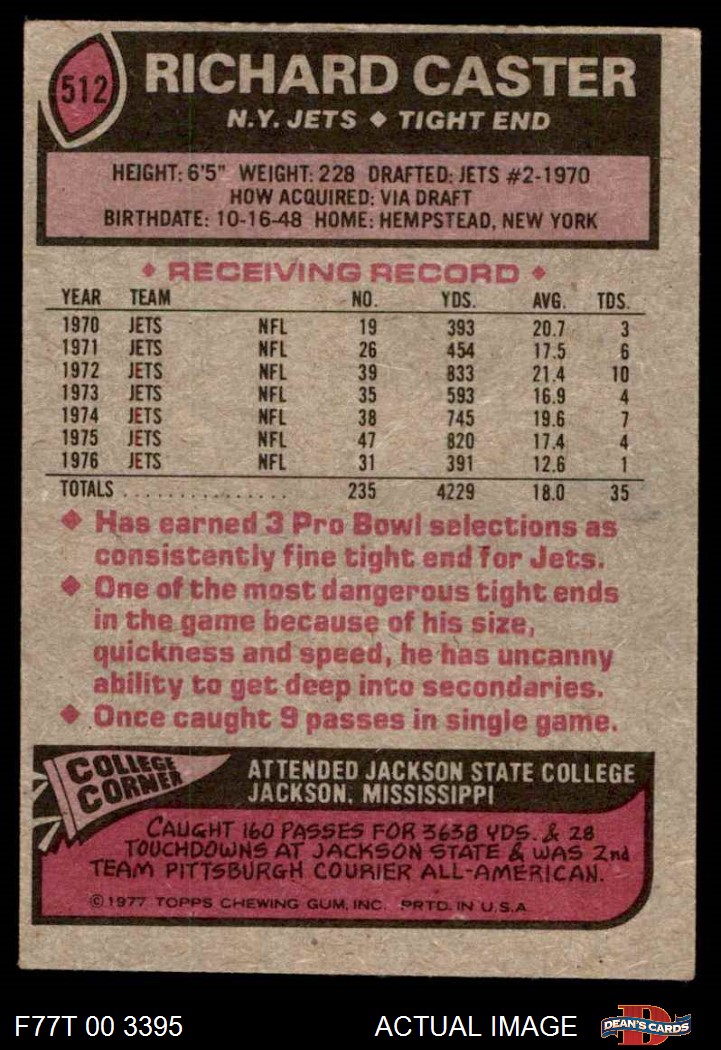 512
RICHARD CASTER
N.Y. JETS ♦ TIGHT END
HEIGHT: 6'5" WEIGHT: 228 DRAFTED: JETS #2-1970
HOW ACQUIRED: VIA DRAFT
BIRTHDATE: 10-16-48 HOME: HEMPSTEAD, NEW YORK
♦ RECEIVING RECORD ♦
YEAR TEAM NO. YDS. AVG. TDS.
1970 JETS NFL 19 393 20.7 3
1971 JETS NFL 26 454 17.5 6
1972 JETS NFL 39 833 21.4 10
1973 JETS NFL 35 593 16.9 4
1974 JETS NFL 38 745 19.6 7
1975 JETS NFL 47 820 17.4 4
1976 JETS NFL 31 391 12.6 1
TOTALS ............... 235 4229 18.0 35
♦ Has earned 3 Pro Bowl selections as
consistently fine tight end for Jets.
♦ One of the most dangerous tight ends
in the game because of his size,
quickness and speed, he has uncanny
ability to get deep into secondaries.
♦ Once caught 9 passes in single game.
COLLEGE
CORNER
ATTENDED JACKSON STATE COLLEGE
JACKSON, MISSISSIPPI
CAUGHT 160 PASSES FOR 3638 YDS. & 28
TOUCHDOWNS AT JACKSON STATE & WAS 2nd
TEAM PITTSBURGH COURIER ALL-AMERICAN.
©1977 TOPPS CHEWING GUM, INC. PRTD. IN U.S.A
F77T 00 3395
ACTUAL IMAGE
DEAN'S CARDS